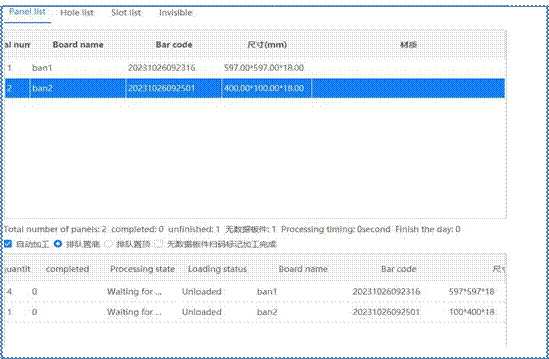 Panel list Hole list Slot list Invisible
al num Board name Bar code 尺寸(mm) 材质
1 ban1 20231026092316 597.00*597.00*18.00
2 ban2 20231026092501 400.00*100.00*18.00
Total number of panels: 2 completed: 0 unfinished: 1 无数据板件: 1 Processing timing: 0second Finish the day: 0
自动加工 排队置底 排队置顶 无数据板件扫码标记加工完成
quantit completed Processing state Loading status Board name Bar code 尺寸
4 0 Waiting for ... Unloaded ban1 20231026092316 597*597*18
1 0 Waiting for ... Unloaded ban2 20231026092501 100*400*18